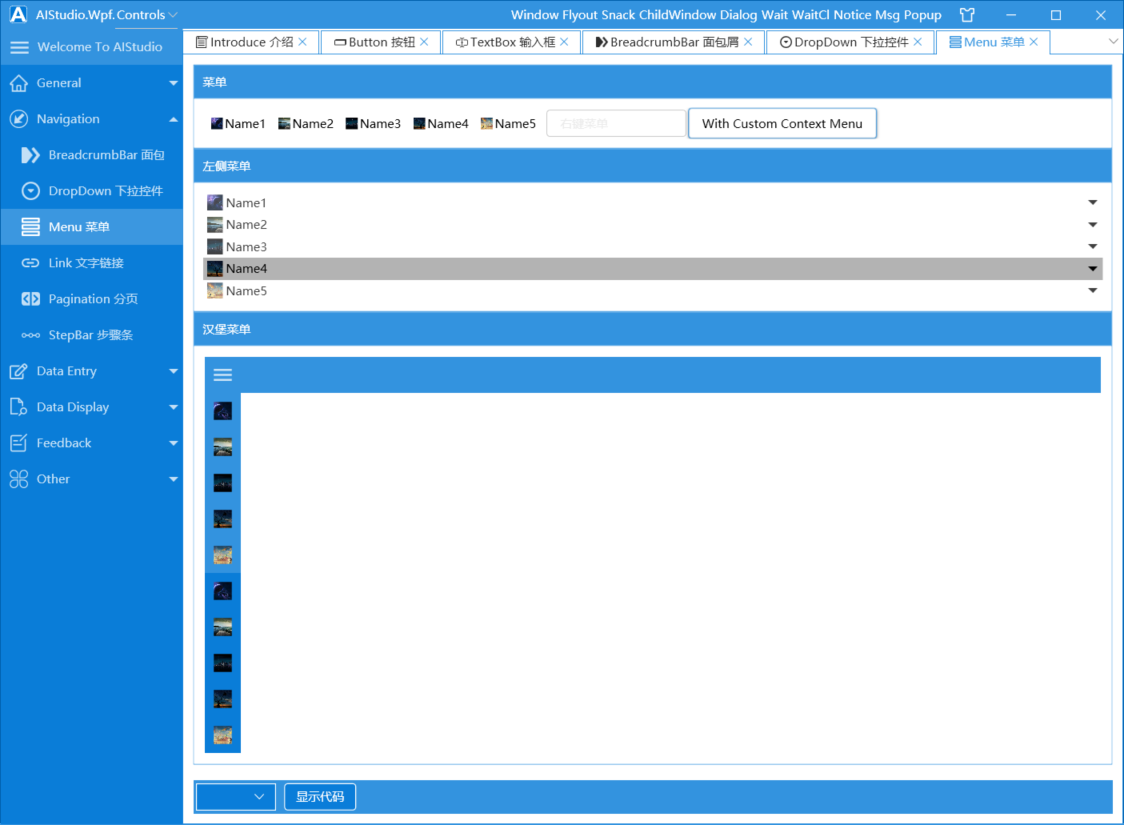 AIStudio.Wpf.Controls
Window Flyout Snack ChildWindow Dialog Wait WaitCl Notice Msg Popup
Welcome To AIStudio
General
Navigation
BreadcrumbBar 面包
DropDown 下拉控件
Menu 菜单
Link 文字链接
Pagination 分页
StepBar 步骤条
Data Entry
Data Display
Feedback
Other
Introduce 介绍
Button 按钮
TextBox 输入框
BreadcrumbBar 面包屑
DropDown 下拉控件
Menu 菜单
菜单
Name1 Name2 Name3 Name4 Name5 右键菜单 With Custom Context Menu
左侧菜单
Name1
Name2
Name3
Name4
Name5
汉堡菜单
显示代码